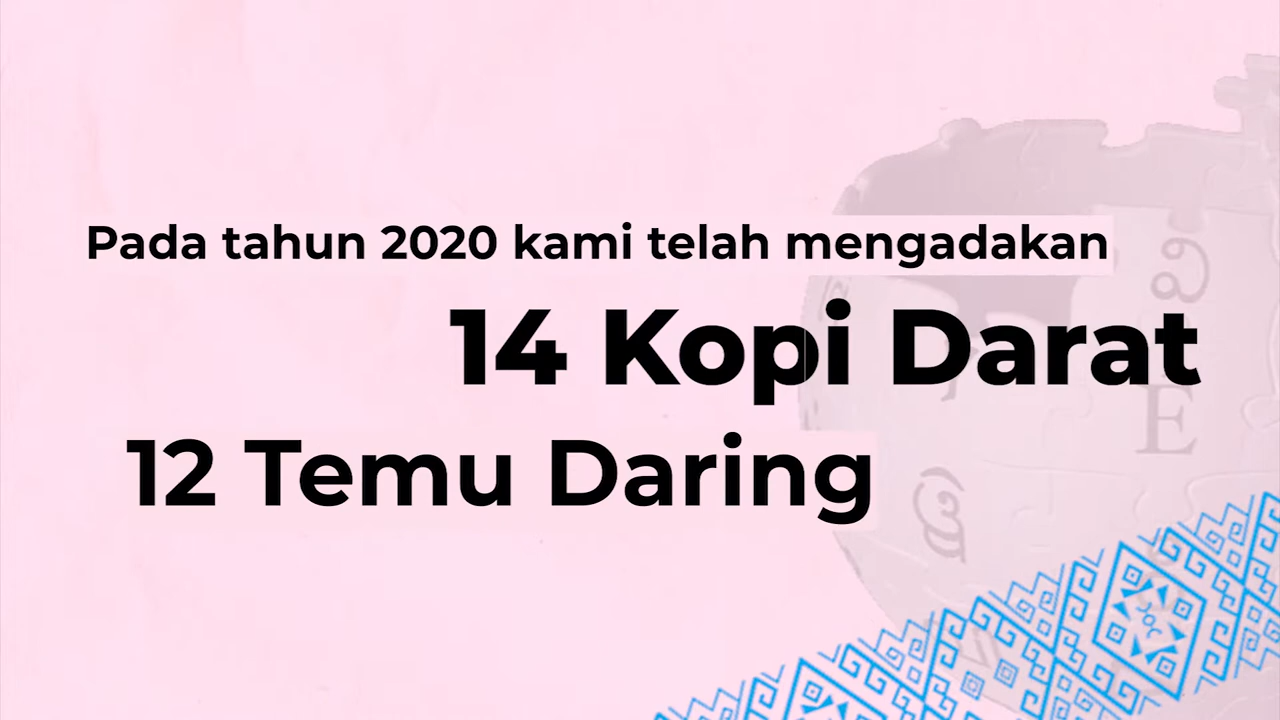 Pada tahun 2020 kami telah mengadakan
14 Kopi Darat
12 Temu Daring